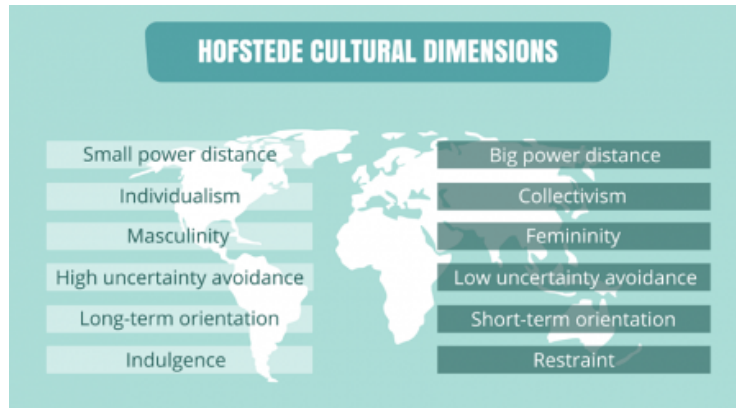 HOFSTEDE CULTURAL DIMENSIONS
Small power distance
Big power distance
Individualism
Collectivism
Masculinity
Femininity
High uncertainty avoidance
Low uncertainty avoidance
Long-term orientation
Short-term orientation
Indulgence
Restraint